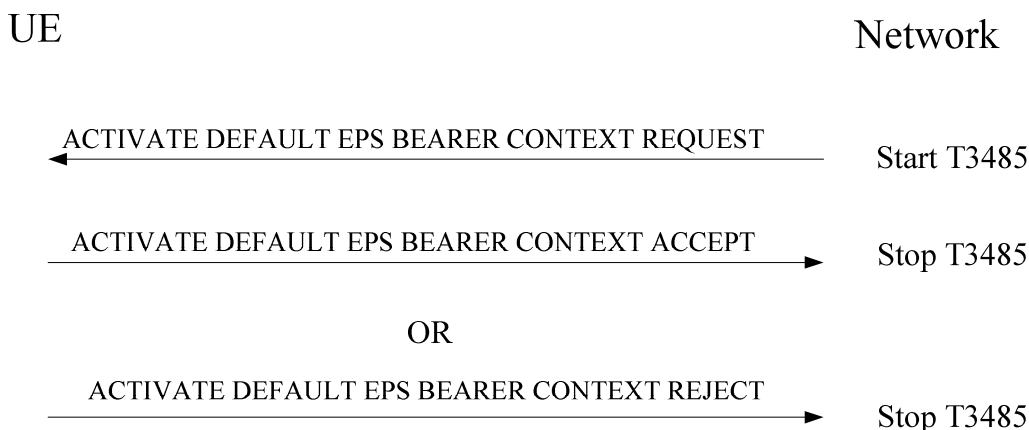 UE
Network
ACTIVATE DEFAULT EPS BEARER CONTEXT REQUEST
Start T3485
ACTIVATE DEFAULT EPS BEARER CONTEXT ACCEPT
Stop T3485
OR
ACTIVATE DEFAULT EPS BEARER CONTEXT REJECT
Stop T3485